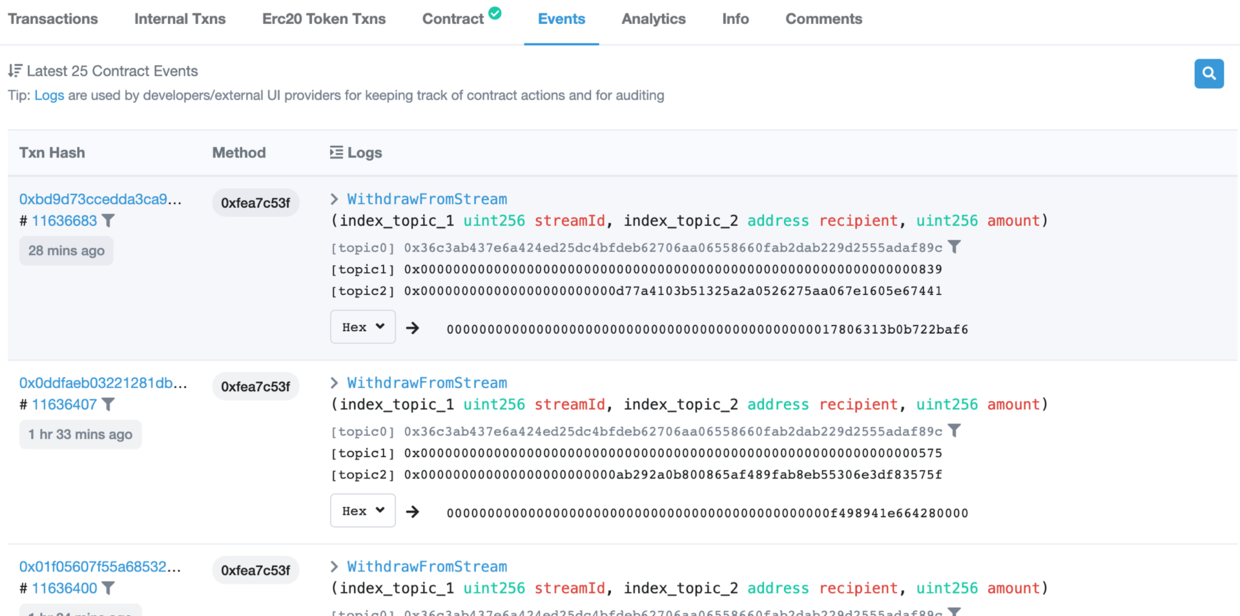 Transactions Internal Txns Erc20 Token Txns Contract Events Analytics Info Comments
Latest 25 Contract Events
Tip: Logs are used by developers/external UI providers for keeping track of contract actions and for auditing
Txn Hash Method Logs
0xbd9d73ccedda3ca9... 0xfea7c53f WithdrawFromStream
# 11636683 (index_topic_1 uint256 streamId, index_topic_2 address recipient, uint256 amount)
28 mins ago [topic0] 0x36c3ab437e6a424ed25dc4bfdeb62706aa06558660fab2dab229d2555adaf89c
[topic1] 0x0000000000000000000000000000000000000000000000000000000000000839
[topic2] 0x000000000000000000000000d77a4103b51325a2a0526275aa067e1605e67441
Hex 00000000000000000000000000000000000000000000017806313b0b722baf6
0x0ddfaeb03221281db... 0xfea7c53f WithdrawFromStream
# 11636407 (index_topic_1 uint256 streamId, index_topic_2 address recipient, uint256 amount)
1 hr 33 mins ago [topic0] 0x36c3ab437e6a424ed25dc4bfdeb62706aa06558660fab2dab229d2555adaf89c
[topic1] 0x0000000000000000000000000000000000000000000000000000000000000575
[topic2] 0x000000000000000000000000ab292a0b800865af489fab8eb55306e3df83575f
Hex 00000000000000000000000000000000000000000000000f498941e664280000
0x01f05607f55a68532... 0xfea7c53f WithdrawFromStream
# 11636400 (index_topic_1 uint256 streamId, index_topic_2 address recipient, uint256 amount)
[topic0] 0x36c3ab437e6a424ed25dc4bfdeb62706aa06558660fab2dab229d2555adaf89c